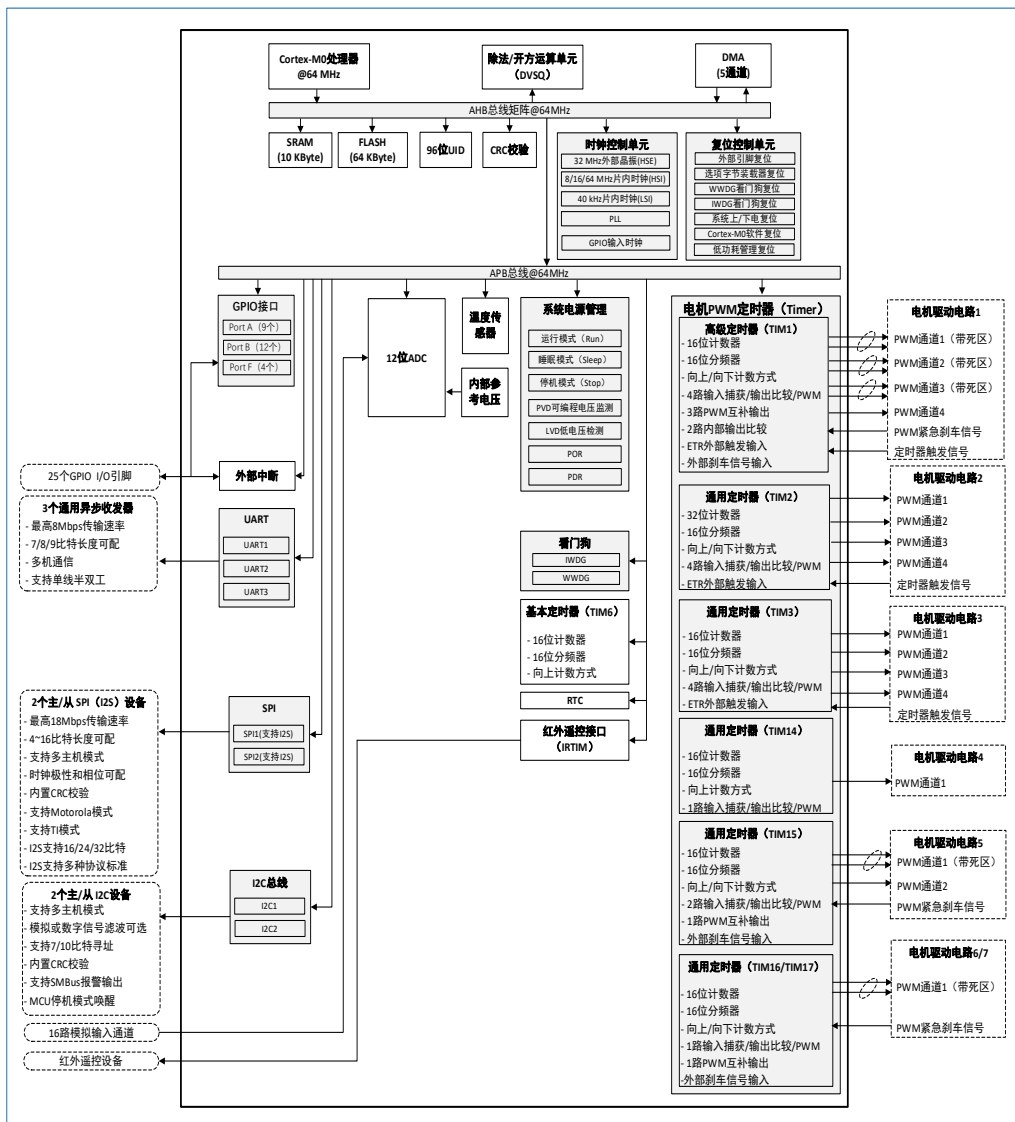 Cortex-M0处理器
@64 MHz
除法/开方运算单元
（DVSQ）
DMA
(5通道)
AHB总线矩阵@64MHz
SRAM
(10 KByte)
FLASH
(64 KByte)
96位UID
CRC校验
时钟控制单元
32 MHz外部晶振(HSE)
8/16/64 MHz片内时钟(HSI)
40 kHz片内时钟(LSI)
PLL
GPIO输入时钟
复位控制单元
外部引脚复位
选项字节装载器复位
WWDG看门狗复位
IWDG看门狗复位
系统上/下电复位
Cortex-M0软件复位
低功耗管理复位
APB总线@64MHz
GPIO接口
Port A（9个）
Port B（12个）
Port F（4个）
12位ADC
温度传
感器
内部参
考电压
系统电源管理
运行模式（Run）
睡眠模式（Sleep）
停机模式（Stop）
PVD可编程电压监测
LVD低电压检测
POR
PDR
外部中断
25个GPIO I/O引脚
3个通用异步收发器
- 最高8Mbps传输速率
- 7/8/9比特长度可配
- 多机通信
- 支持单线半双工
UART
UART1
UART2
UART3
看门狗
IWDG
WWDG
基本定时器（TIM6）
- 16位计数器
- 16位分频器
- 向上计数方式
RTC
红外遥控接口
（IRTIM）
2个主/从 SPI（I2S）设备
- 最高18Mbps传输速率
- 4~16比特长度可配
- 支持多主机模式
- 时钟极性和相位可配
- 内置CRC校验
- 支持Motorola模式
- 支持TI模式
- I2S支持16/24/32比特
- I2S支持多种协议标准
SPI
SPI1(支持I2S)
SPI2(支持I2S)
2个主/从 I2C设备
- 支持多主机模式
- 模拟或数字信号滤波可选
- 支持7/10比特寻址
- 内置CRC校验
- 支持SMBus报警输出
- MCU停机模式唤醒
I2C总线
I2C1
I2C2
16路模拟输入通道
红外遥控设备
电机PWM定时器（Timer）
高级定时器（TIM1）
- 16位计数器
- 16位分频器
- 向上/向下计数方式
- 4路输入捕获/输出比较/PWM
- 3路PWM互补输出
- 2路内部输出比较
- ETR外部触发输入
- 外部刹车信号输入
电机驱动电路1
PWM通道1（带死区）
PWM通道2（带死区）
PWM通道3（带死区）
PWM通道4
PWM紧急刹车信号
定时器触发信号
通用定时器（TIM2）
- 32位计数器
- 16位分频器
- 向上/向下计数方式
- 4路输入捕获/输出比较/PWM
- ETR外部触发输入
电机驱动电路2
PWM通道1
PWM通道2
PWM通道3
PWM通道4
定时器触发信号
通用定时器（TIM3）
- 16位计数器
- 16位分频器
- 向上/向下计数方式
- 4路输入捕获/输出比较/PWM
- ETR外部触发输入
电机驱动电路3
PWM通道1
PWM通道2
PWM通道3
PWM通道4
定时器触发信号
通用定时器（TIM14）
- 16位计数器
- 16位分频器
- 向上计数方式
- 1路输入捕获/输出比较/PWM
电机驱动电路4
PWM通道1
通用定时器（TIM15）
- 16位计数器
- 16位分频器
- 向上/向下计数方式
- 2路输入捕获/输出比较/PWM
- 1路PWM互补输出
- 外部刹车信号输入
电机驱动电路5
PWM通道1（带死区）
PWM通道2
PWM紧急刹车信号
通用定时器（TIM16/TIM17）
- 16位计数器
- 16位分频器
- 向上/向下计数方式
- 1路输入捕获/输出比较/PWM
- 1路PWM互补输出
-外部刹车信号输入
电机驱动电路6/7
PWM通道1（带死区）
PWM紧急刹车信号